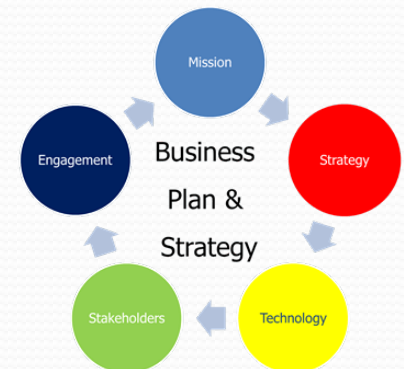 Mission
Engagement
Business
Plan &
Strategy
Strategy
Stakeholders
Technology